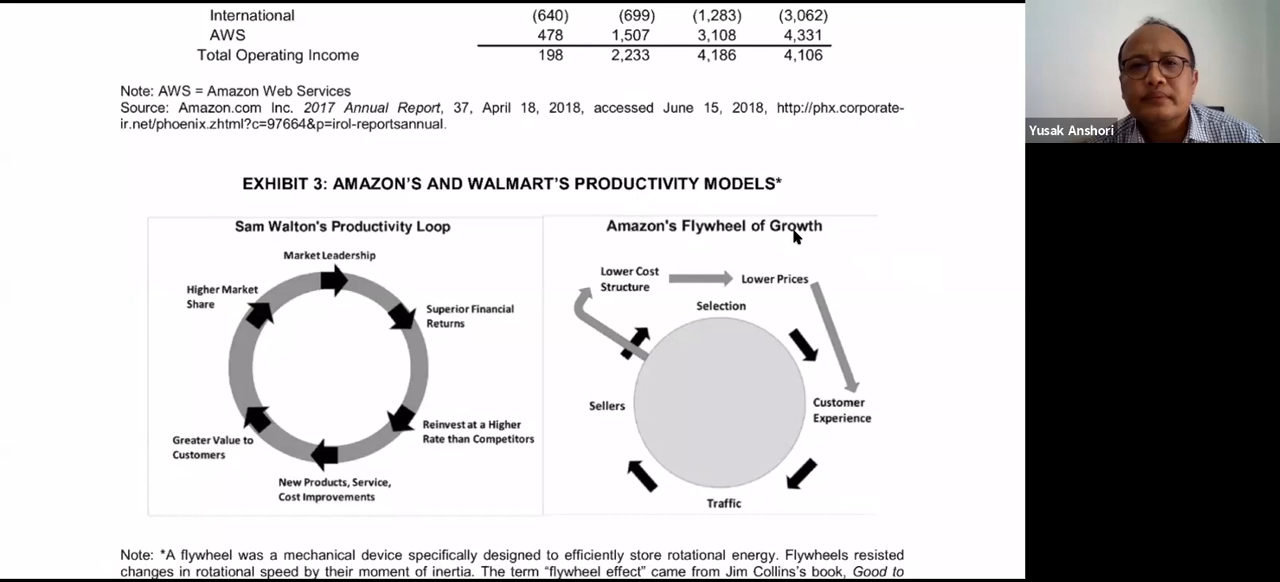 International (640) (699) (1,283) (3,062)
AWS 478 1,507 3,108 4,331
Total Operating Income 198 2,233 4,186 4,106
Note: AWS = Amazon Web Services
Source: Amazon.com Inc. 2017 Annual Report, 37, April 18, 2018, accessed June 15, 2018, http://phx.corporate-
ir.net/phoenix.zhtml?c=97664&p=irol-reportsannual.
EXHIBIT 3: AMAZON’S AND WALMART’S PRODUCTIVITY MODELS*
Sam Walton's Productivity Loop
Market Leadership
Superior Financial
Returns
Reinvest at a Higher
Rate than Competitors
New Products, Service,
Cost Improvements
Greater Value to
Customers
Higher Market
Share
Amazon's Flywheel of Growth
Lower Cost
Structure
Lower Prices
Selection
Customer
Experience
Traffic
Sellers
Note: *A flywheel was a mechanical device specifically designed to efficiently store rotational energy. Flywheels resisted
changes in rotational speed by their moment of inertia. The term “flywheel effect” came from Jim Collins’s book, Good to
Yusak Anshori